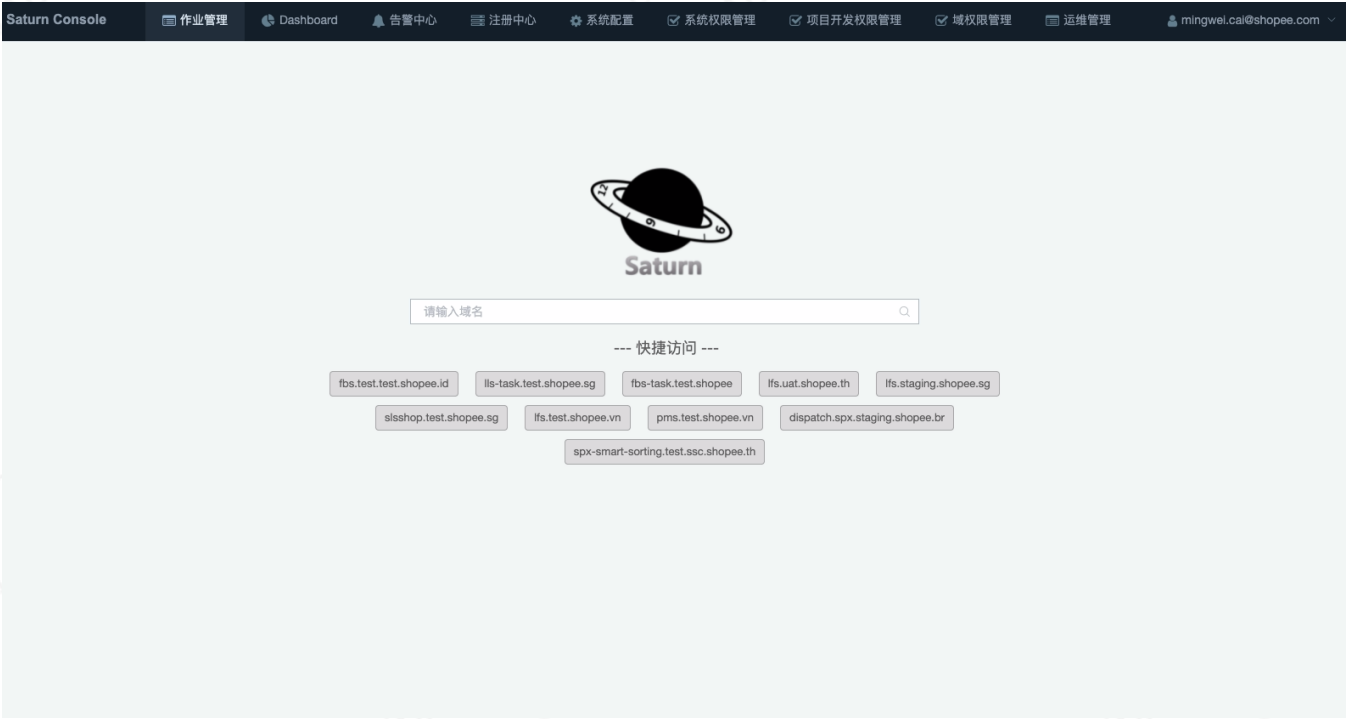 Saturn Console 作业管理 Dashboard 告警中心 注册中心 系统配置 系统权限管理 项目开发权限管理 域权限管理 运维管理 mingwei.cai@shopee.com
12 9 6
Saturn
请输入域名
--- 快捷访问 ---
fbs.test.test.shopee.id lls-task.test.shopee.sg fbs-task.test.shopee lfs.uat.shopee.th lfs.staging.shopee.sg
slsshop.test.shopee.sg lfs.test.shopee.vn pms.test.shopee.vn dispatch.spx.staging.shopee.br
spx-smart-sorting.test.ssc.shopee.th